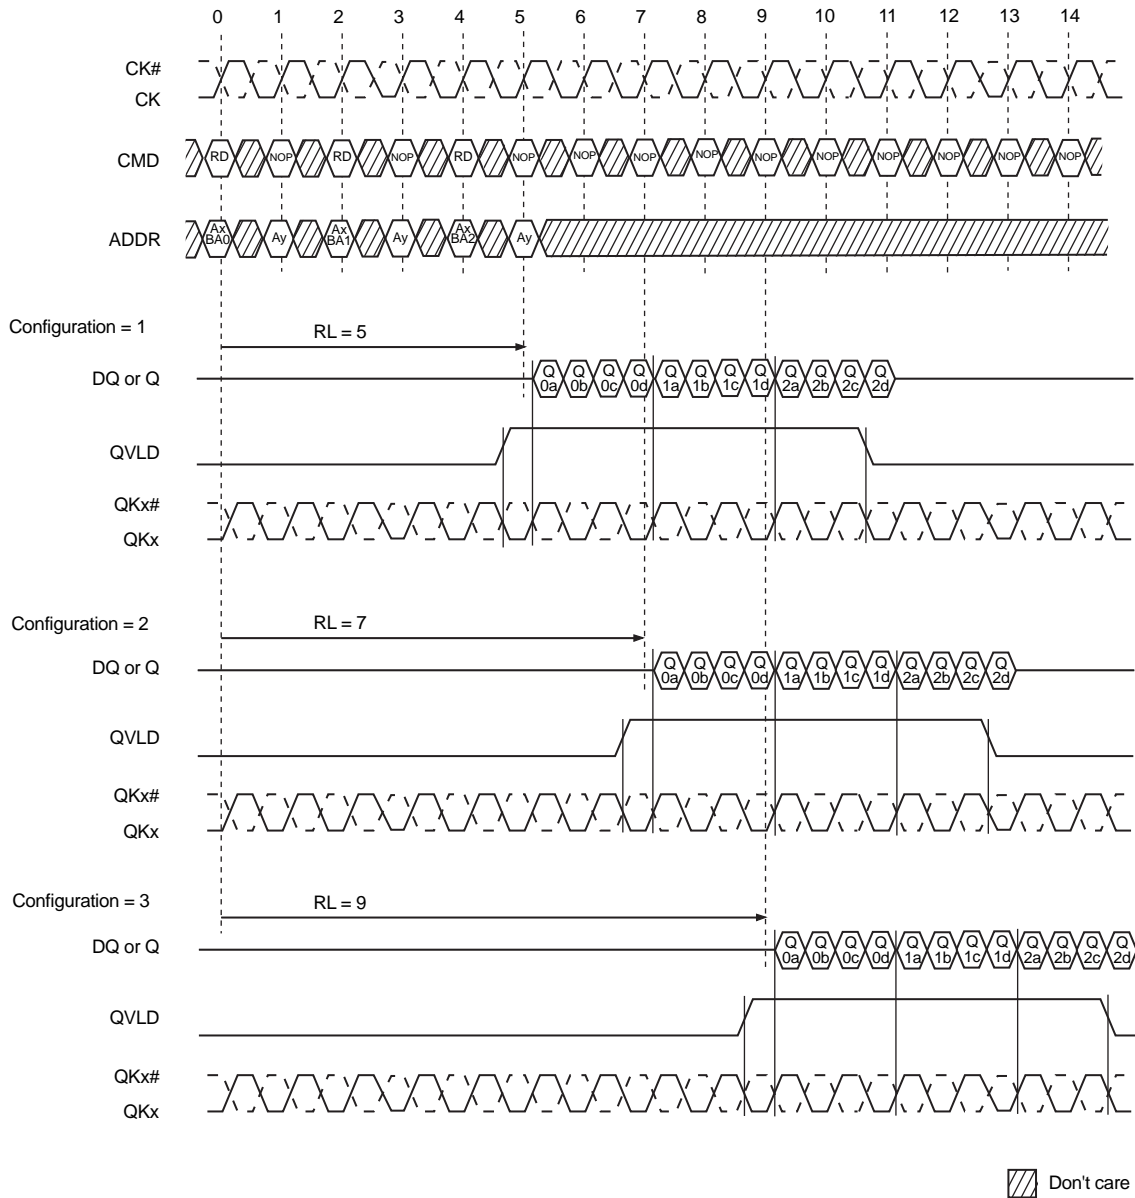 0 1 2 3 4 5 6 7 8 9 10 11 12 13 14
CK#
CK
CMD RD NOP RD NOP RD NOP NOP NOP NOP NOP NOP NOP NOP NOP NOP
ADDR Ax BA0 Ay Ax BA1 Ay Ax BA2 Ay
Configuration = 1
RL = 5
DQ or Q Q 0a Q 0b Q 0c Q 0d Q 1a Q 1b Q 1c Q 1d Q 2a Q 2b Q 2c Q 2d
QVLD
QKx#
QKx
Configuration = 2
RL = 7
DQ or Q Q 0a Q 0b Q 0c Q 0d Q 1a Q 1b Q 1c Q 1d Q 2a Q 2b Q 2c Q 2d
QVLD
QKx#
QKx
Configuration = 3
RL = 9
DQ or Q Q 0a Q 0b Q 0c Q 0d Q 1a Q 1b Q 1c Q 1d Q 2a Q 2b Q 2c Q 2d
QVLD
QKx#
QKx
Don't care